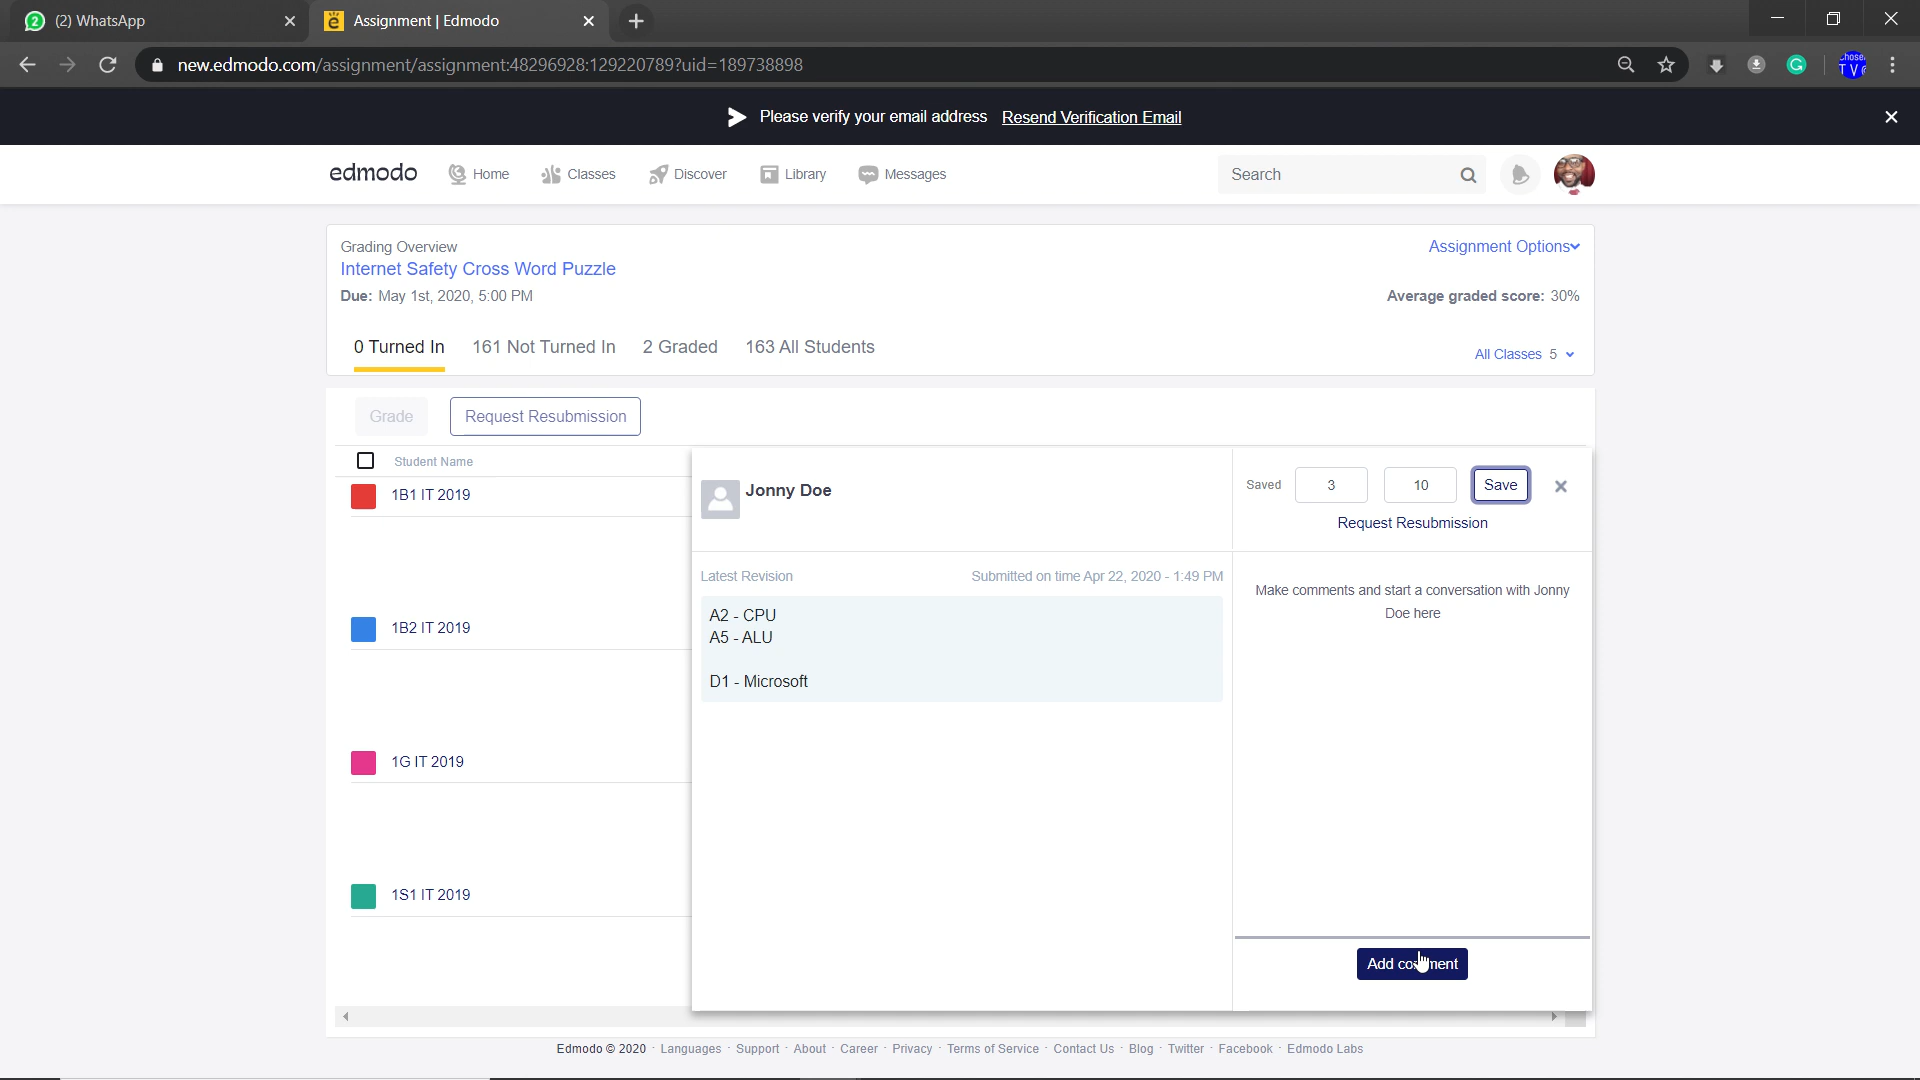 (2) WhatsApp
Assignment | Edmodo
new.edmodo.com/assignment/assignment:48296928:129220789?uid=189738898
Please verify your email address Resend Verification Email
edmodo Home Classes Discover Library Messages Search
Grading Overview
Assignment Options
Internet Safety Cross Word Puzzle
Due: May 1st, 2020, 5:00 PM
Average graded score: 30%
0 Turned In 161 Not Turned In 2 Graded 163 All Students
All Classes 5
Grade Request Resubmission
Student Name
1B1 IT 2019
1B2 IT 2019
1G IT 2019
1S1 IT 2019
Jonny Doe
Saved 3 10 Save
Request Resubmission
Latest Revision Submitted on time Apr 22, 2020 - 1:49 PM
A2 - CPU
A5 - ALU
D1 - Microsoft
Make comments and start a conversation with Jonny
Doe here
Add comment
Edmodo © 2020 · Languages · Support · About · Career · Privacy · Terms of Service · Contact Us · Blog · Twitter · Facebook · Edmodo Labs